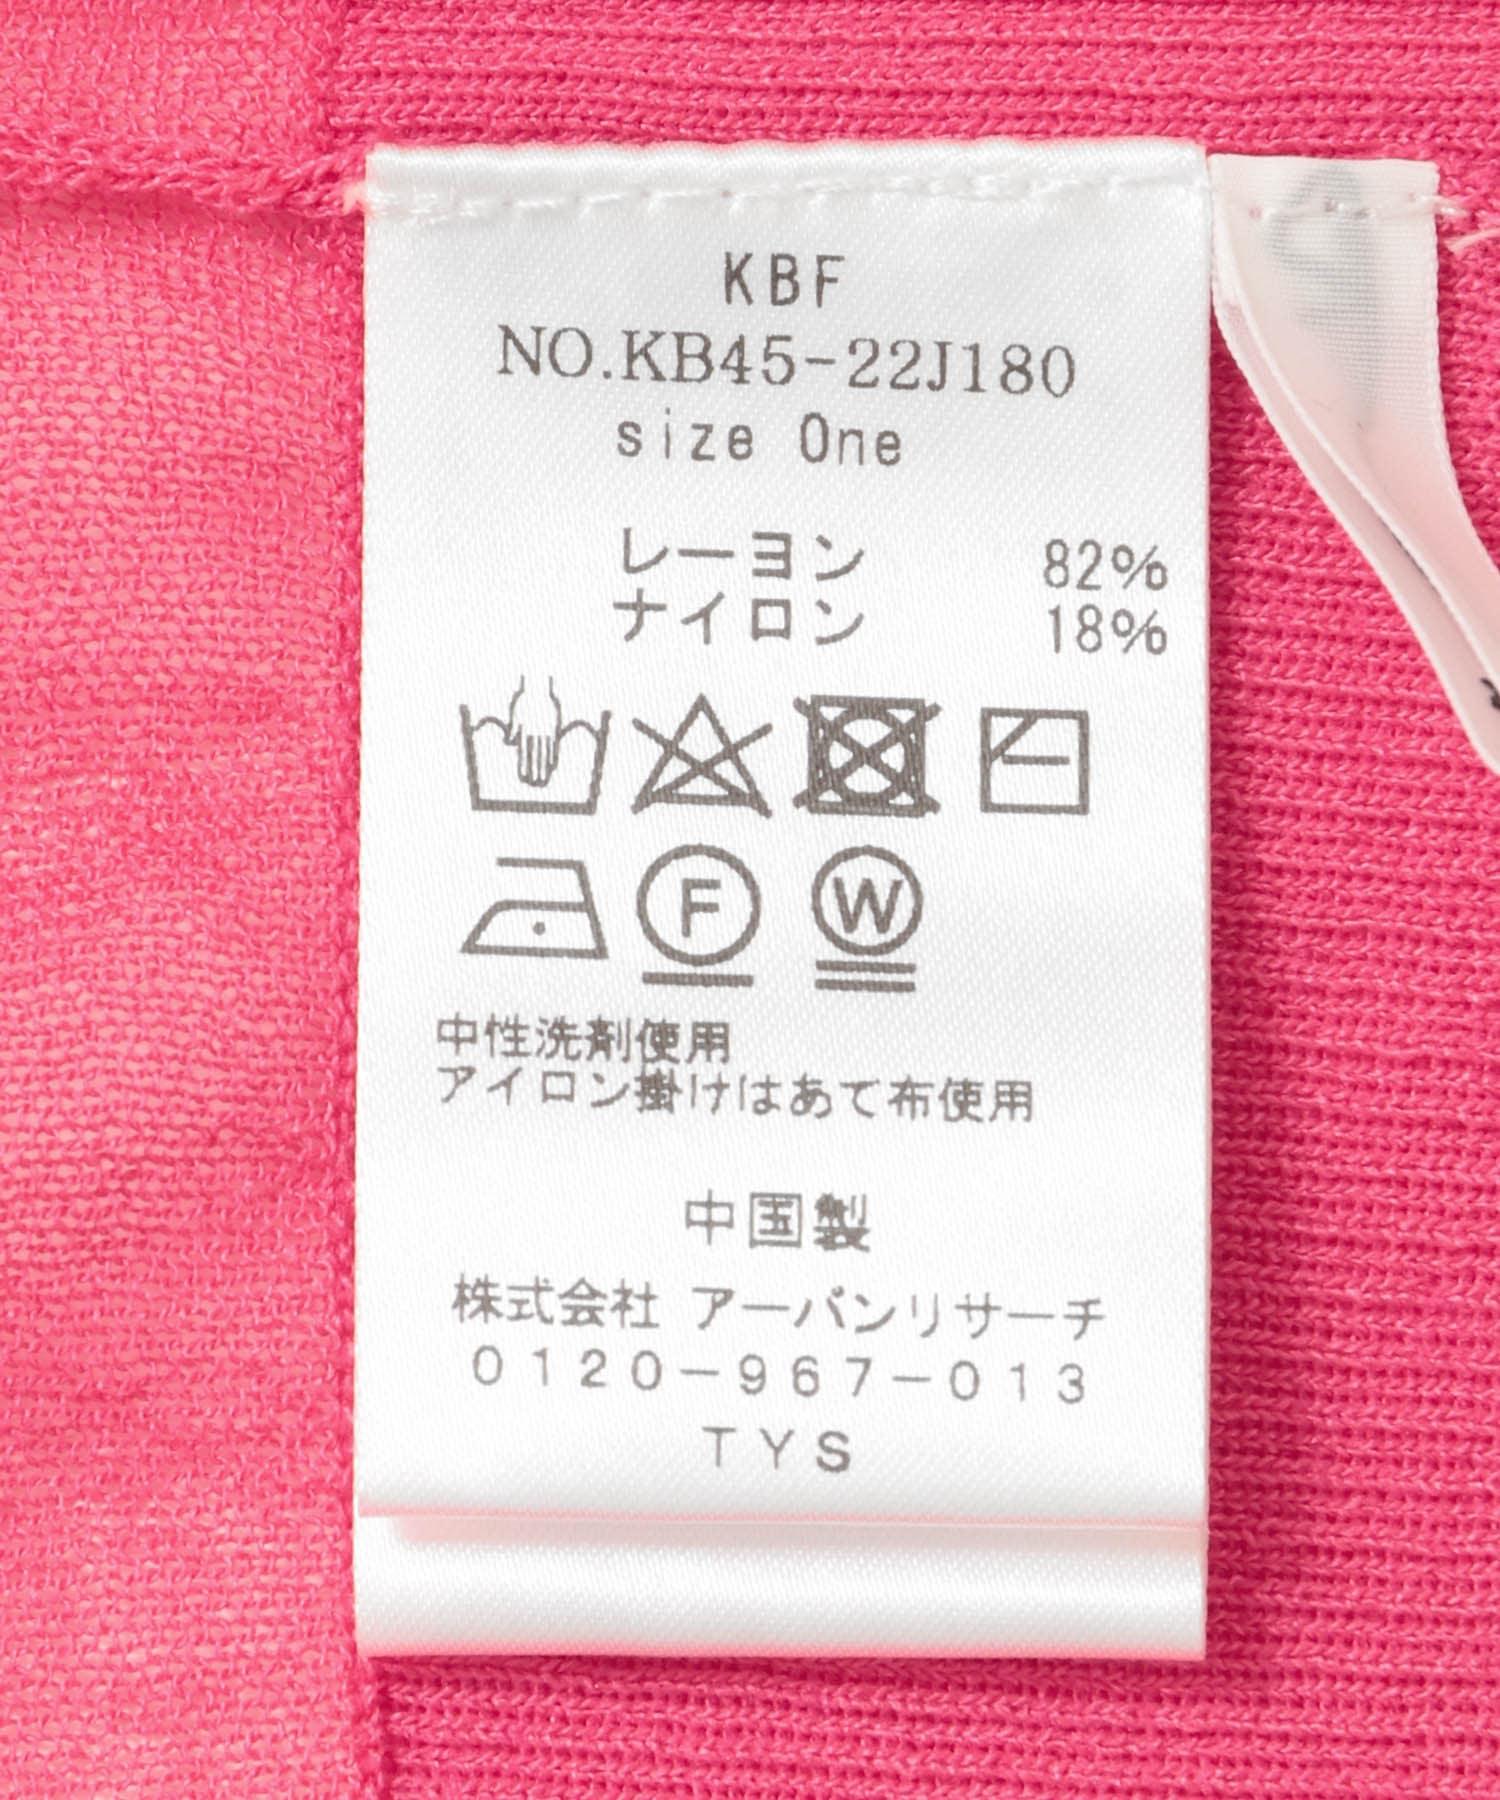 KBF
NO.KB45-22J180
size One
レーヨン 82%
ナイロン 18%
F W
中性洗剤使用
アイロン掛けはあて布使用
中国製
株式会社 アーバンリサーチ
0120-967-013
TYS